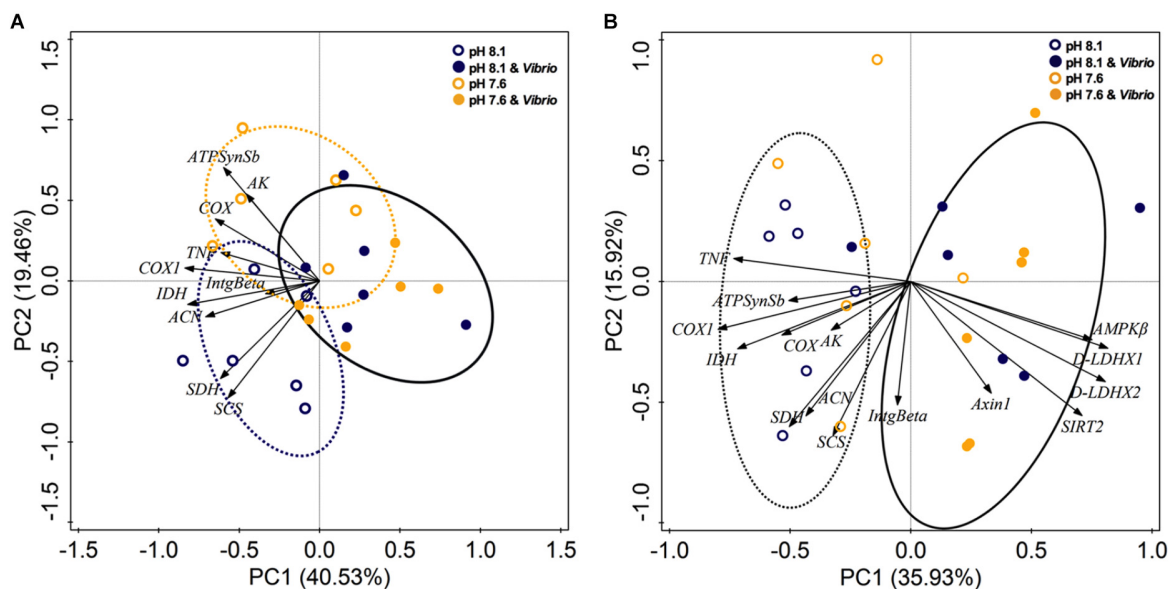 A
pH 8.1
pH 8.1 & Vibrio
pH 7.6
pH 7.6 & Vibrio
1.5
1.0
0.5
0.0
-0.5
-1.0
-1.5
PC2 (19.46%)
ATPSynSb
AK
COX
TNF
COX1
IntgBeta
IDH
ACN
SDH
SCS
-1.5 -1.0 -0.5 0.0 0.5 1.0 1.5
PC1 (40.53%)
B
pH 8.1
pH 8.1 & Vibrio
pH 7.6
pH 7.6 & Vibrio
1.0
0.5
0.0
-0.5
-1.0
PC2 (15.92%)
TNF
ATPSynSb
COX1
COX AK
IDH
AMPKβ
D-LDHX1
D-LDHX2
SDH ACN
IntgBeta
Axin1
SIRT2
SCS
-1.0 -0.5 0.0 0.5 1.0
PC1 (35.93%)